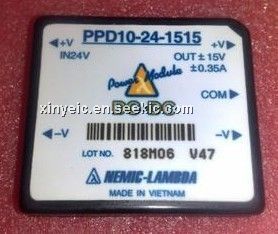 PPD10-24-1515
+V +V
IN24V OUT±15V
±0.35A
Power Module
COM
xinyeic.en.seekic.com
-V -V
LOT NO. 818M06 V47
NEMIC-LAMBDA
MADE IN VIETNAM